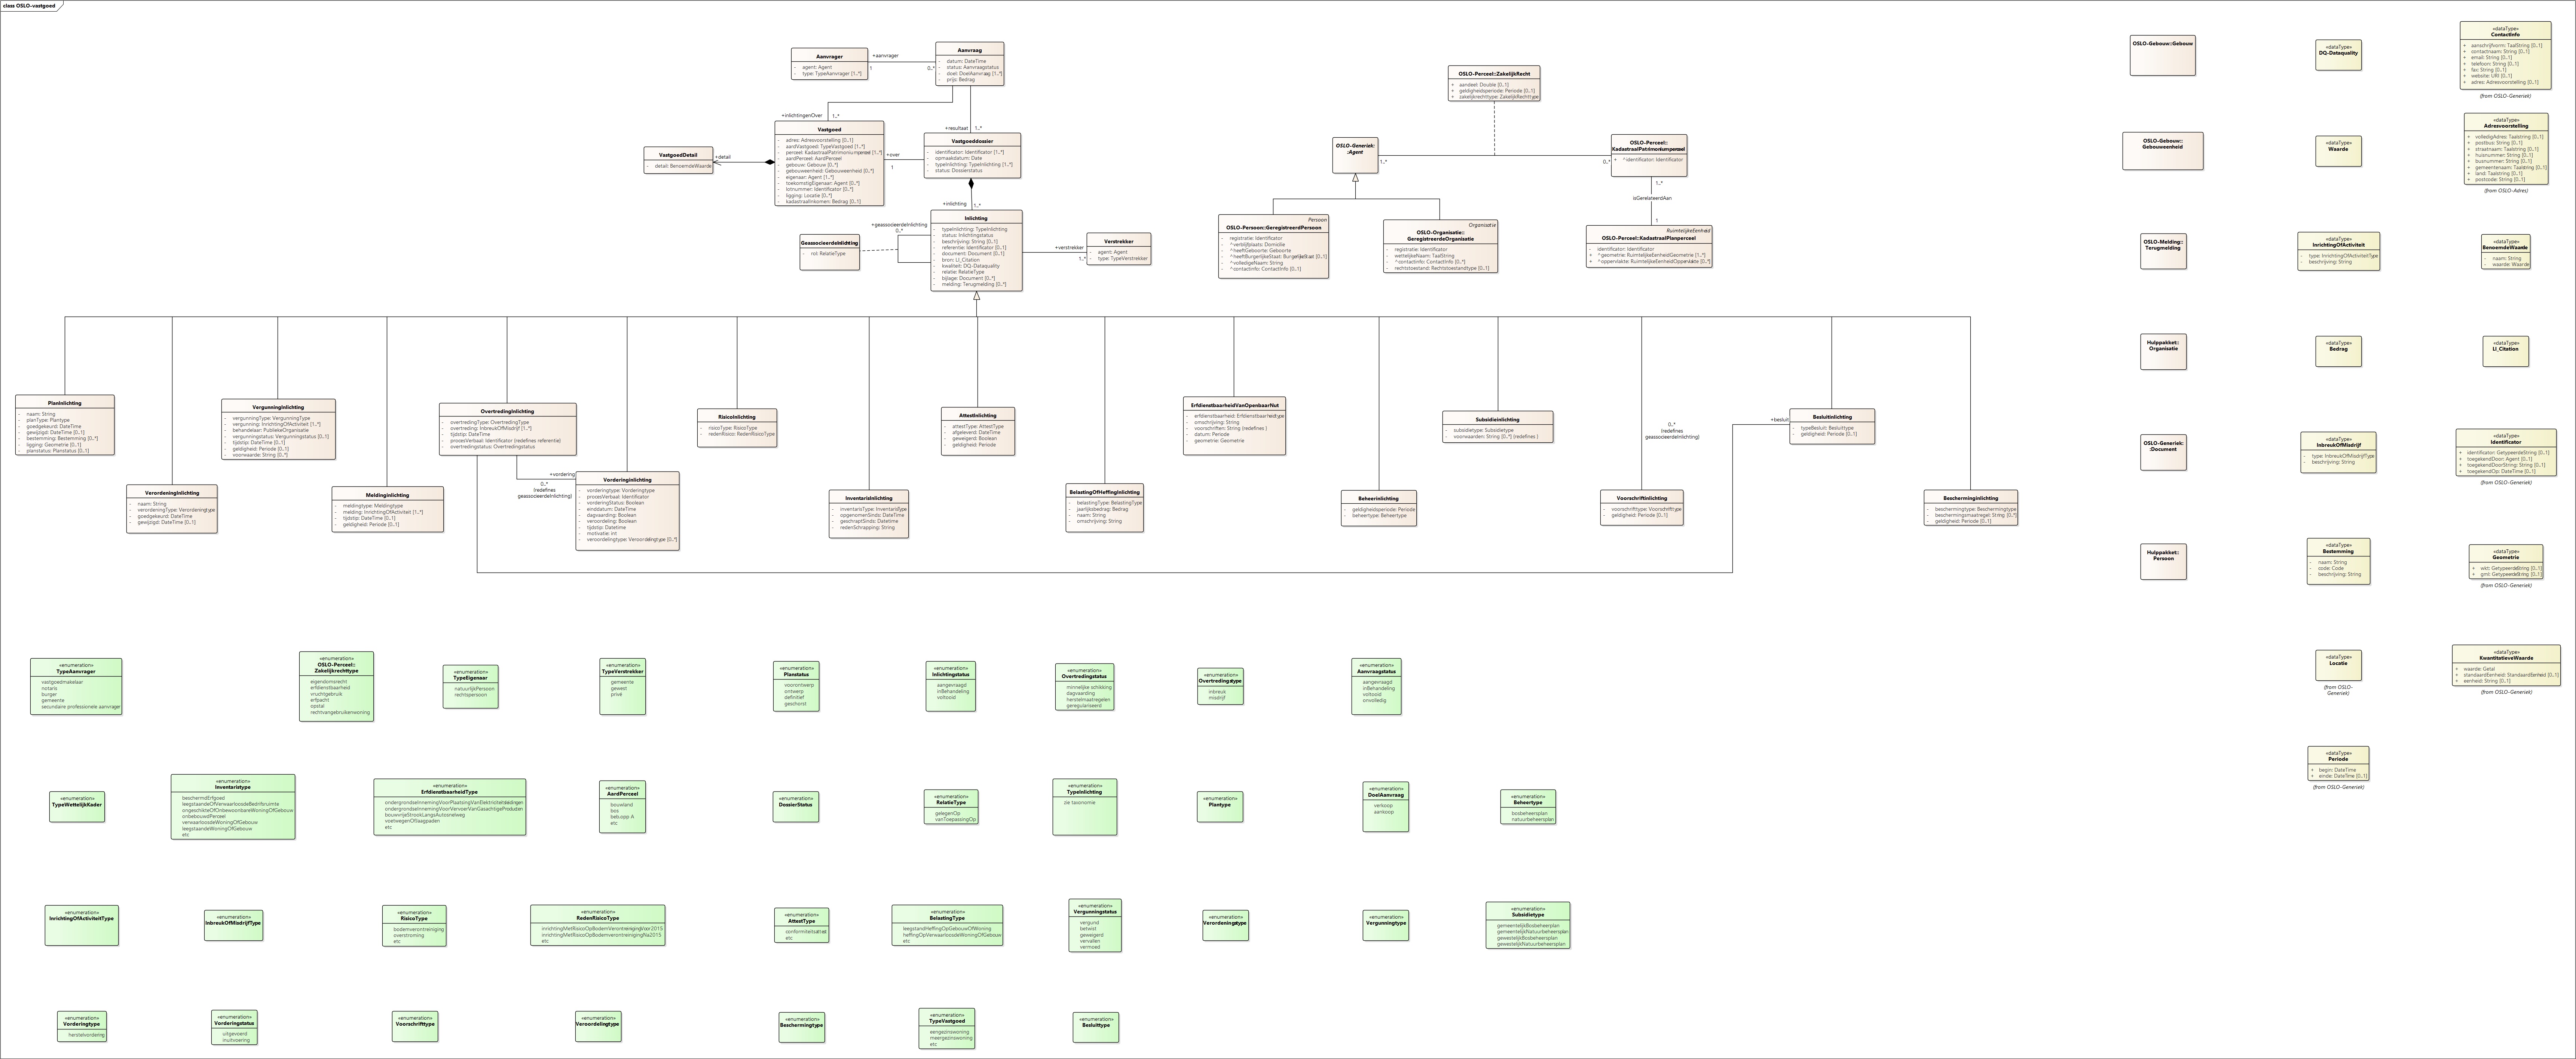 class OSLO-vastgoed
Aanvrager
- agent: Agent
- type: TypeAanvrager [1..*]
+aanvrager
1
0..*
Aanvraag
- datum: DateTime
- status: Aanvraagstatus
- doel: DoelAanvraag [1..*]
- prijs: Bedrag
+inlichtingenOver
1..*
+resultaat
1..*
VastgoedDetail
- detail: BenoemdeWaarde
+detail
Vastgoed
- adres: Adresvoorstelling [0..1]
- aardVastgoed: TypeVastgoed [1..*]
- perceel: KadastraalPatrimoniumperceel [1..*]
- aardPerceel: AardPerceel
- gebouw: Gebouw [0..*]
- gebouweenheid: Gebouweenheid [0..*]
- eigenaar: Agent [1..*]
- toekomstigEigenaar: Agent [0..*]
- lotnummer: Identificator [0..*]
- ligging: Locatie [0..*]
- kadastraalInkomen: Bedrag [0..1]
+over
1
Vastgoeddossier
- identificator: Identificator [1..*]
- opmaakdatum: Date
- typeInlichting: TypeInlichting [1..*]
- status: Dossierstatus
+inlichting
1..*
GeassocieerdeInlichting
- rol: RelatieType
+geassocieerdeInlichting
0..*
Inlichting
- typeInlichting: TypeInlichting
- status: Inlichtingstatus
- beschrijving: String [0..1]
- referentie: Identificator [0..1]
- document: Document [0..1]
- bron: LI_Citation
- kwaliteit: DQ-Dataquality
- relatie: RelatieType
- bijlage: Document [0..*]
- melding: Terugmelding [0..*]
+verstrekker
1..*
Verstrekker
- agent: Agent
- type: TypeVerstrekker
OSLO-Perceel::ZakelijkRecht
+ aandeel: Double [0..1]
+ geldigheidsperiode: Periode [0..1]
+ zakelijkrechttype: ZakelijkRechttype
OSLO-Generiek:
:Agent
1..*
0..*
OSLO-Perceel::
KadastraalPatrimoniumperceel
+ ^identificator: Identificator
1..*
isGerelateerdAan
1
Persoon
OSLO-Persoon::GeregistreerdPersoon
- registratie: Identificator
- ^verblijfplaats: Domicilie
- ^heeftGeboorte: Geboorte
- ^heeftBurgerlijkeStaat: BurgerlijkeStaat [0..1]
- ^volledigeNaam: String
- ^contactinfo: ContactInfo [0..1]
Organisatie
OSLO-Organisatie::
GeregistreerdeOrganisatie
- registratie: Identificator
- wettelijkeNaam: TaalString
- ^contactinfo: ContactInfo [0..*]
- rechtstoestand: Rechtstoestandtype [0..1]
RuimtelijkeEenheid
OSLO-Perceel::KadastraalPlanperceel
- identificator: Identificator
+ ^geometrie: RuimtelijkeEenheidGeometrie [1..*]
+ ^oppervlakte: RuimtelijkeEenheidOppervlakte [0..*]
OSLO-Gebouw::Gebouw
«dataType»
DQ-Dataquality
«dataType»
ContactInfo
+ aanschrijfvorm: TaalString [0..1]
+ contactnaam: String [0..1]
+ email: String [0..1]
+ telefoon: String [0..1]
+ fax: String [0..1]
+ website: URI [0..1]
+ adres: Adresvoorstelling [0..1]
(from OSLO-Generiek)
OSLO-Gebouw::
Gebouweenheid
«dataType»
Waarde
«dataType»
Adresvoorstelling
+ volledigAdres: TaalString [0..1]
+ postbus: String [0..1]
+ straatnaam: Taalstring [0..1]
+ huisnummer: String [0..1]
+ busnummer: String [0..1]
+ gemeentenaam: Taalstring [0..1]
+ land: Taalstring [0..1]
+ postcode: String [0..1]
(from OSLO-Adres)
OSLO-Melding::
Terugmelding
«dataType»
InrichtingOfActiviteit
- type: InrichtingOfActiviteitType
- beschrijving: String
«dataType»
BenoemdeWaarde
- naam: String
- waarde: Waarde
Hulppakket::
Organisatie
«dataType»
Bedrag
«dataType»
LI_Citation
PlanInlichting
- naam: String
- planType: Plantype
- goedgekeurd: DateTime
- gewijzigd: DateTime [0..1]
- bestemming: Bestemming [0..*]
- ligging: Geometrie [0..1]
- planstatus: Planstatus [0..1]
VergunningInlichting
- vergunningType: VergunningType
- vergunning: InrichtingOfActiviteit [1..*]
- behandelaar: PubliekeOrganisatie
- vergunningstatus: Vergunningstatus [0..1]
- tijdstip: DateTime [0..1]
- geldigheid: Periode [0..1]
- voorwaarde: String [0..*]
OvertredingInlichting
- overtredingType: OvertredingType
- overtreding: InbreukOfMisdrijf [1..*]
- tijdstip: DateTime
- procesVerbaal: Identificator {redefines referentie}
- overtredingstatus: Overtredingstatus
RisicoInlichting
- risicoType: RisicoType
- redenRisico: RedenRisicoType
AttestInlichting
- attestType: AttestType
- afgeleverd: DateTime
- geweigerd: Boolean
- geldigheid: Periode
ErfdienstbaarheidVanOpenbaarNut
- erfdienstbaarheid: Erfdienstbaarheidtype
- omschrijving: String
- voorschriften: String {redefines }
- datum: Periode
- geometrie: Geometrie
Subsidieinlichting
- subsidietype: Subsidietype
- voorwaarden: String [0..*] {redefines }
0..*
{redefines
geassocieerdeInlichting}
+besluit
Besluitinlichting
- typeBesluit: Besluittype
- geldigheid: Periode [0..1]
OSLO-Generiek:
:Document
«dataType»
InbreukOfMisdrijf
- type: InbreukOfMisdrijfType
- beschrijving: String
«dataType»
Identificator
+ identificator: GetypeerdeString [0..1]
+ toegekendDoor: Agent [0..1]
+ toegekendDoorString: String [0..1]
+ toegekendOp: DateTime [0..1]
(from OSLO-Generiek)
VerordeningInlichting
- naam: String
- verordeningType: Verordeningtype
- goedgekeurd: DateTime
- gewijzigd: DateTime [0..1]
Meldinginlichting
- meldingtype: Meldingtype
- melding: InrichtingOfActiviteit [1..*]
- tijdstip: DateTime [0..1]
- geldigheid: Periode [0..1]
+vordering
0..*
{redefines
geassocieerdeInlichting}
Vorderinginlichting
- vorderingtype: Vorderingtype
- procesVerbaal: Identificator
- vorderingStatus: Boolean
- einddatum: DateTime
- dagvaarding: Boolean
- veroordeling: Boolean
- tijdstip: Datetime
- motivatie: int
- veroordelingtype: Veroordelingtype [0..*]
InventarisInlichting
- inventarisType: InventarisType
- opgenomenSinds: DateTime
- geschraptSinds: Datetime
- redenSchrapping: String
BelastingOfHeffingInlichting
- belastingType: BelastingType
- jaarlijksbedrag: Bedrag
- naam: String
- omschrijving: String
Beheerinlichting
- geldigheidsperiode: Periode
- beheertype: Beheertype
VoorschriftInlichting
- voorschrifttype: Voorschrifttype
- geldigheid: Periode [0..1]
Bescherminginlichting
- beschermingtype: Beschermingtype
- beschermingsmaatregel: String [0..*]
- geldigheid: Periode [0..1]
Hulppakket::
Persoon
«dataType»
Bestemming
- naam: String
- code: Code
- beschrijving: String
«dataType»
Geometrie
+ wkt: GetypeerdeString [0..1]
+ gml: GetypeerdeString [0..1]
(from OSLO-Generiek)
«enumeration»
TypeAanvrager
vastgoedmakelaar
notaris
burger
gemeente
secundaire professionele aanvrager
«enumeration»
OSLO-Perceel::
Zakelijkrechttype
eigendomsrecht
erfdienstbaarheid
vruchtgebruik
erfpacht
opstal
rechtvangebruikenwoning
«enumeration»
TypeEigenaar
natuurlijkPersoon
rechtspersoon
«enumeration»
TypeVerstrekker
gemeente
gewest
privé
«enumeration»
Planstatus
voorontwerp
ontwerp
definitief
geschorst
«enumeration»
Inlichtingstatus
aangevraagd
inBehandeling
voltooid
«enumeration»
Overtredingstatus
minnelijke schikking
dagvaarding
herstelmaatregelen
geregulariseerd
«enumeration»
Overtredingstype
inbreuk
misdrijf
«enumeration»
Aanvraagstatus
aangevraagd
inBehandeling
voltooid
onvolledig
«dataType»
Locatie
(from OSLO-
Generiek)
«dataType»
KwantitatieveWaarde
+ waarde: Getal
+ standaardEenheid: StandaardEenheid [0..1]
+ eenheid: String [0..1]
(from OSLO-Generiek)
«dataType»
Periode
+ begin: DateTime
+ einde: DateTime [0..1]
(from OSLO-Generiek)
«enumeration»
TypeWettelijkKader
«enumeration»
Inventaristype
beschermdErfgoed
leegstaandeOfVerwaarloosdeBedrifsruimte
ongeschikteOfOnbewoonbareWoningOfGebouw
onbebouwdPerceel
verwaarloosdeWoningOfGebouw
leegstaandeWoningOfGebouw
etc
«enumeration»
ErfdienstbaarheidType
ondergrondseInnemingVoorPlaatsingVanElectriciteitsleidingen
ondergrondseInnemingVoorVervoerVanGasachtigeProducten
bouwvrijeStrookLangsAutosnelweg
voetwegenOfJaagpaden
etc
«enumeration»
AardPerceel
bouwland
bos
beb.opp A
etc
«enumeration»
DossierStatus
«enumeration»
RelatieType
gelegenOp
vanToepassingOp
«enumeration»
TypeInlichting
zie taxonomie
«enumeration»
Plantype
«enumeration»
DoelAanvraag
verkoop
aankoop
«enumeration»
Beheertype
bosbeheersplan
natuurbeheersplan
«enumeration»
InrichtingOfActiviteitType
«enumeration»
InbreukOfMisdrijfType
«enumeration»
RisicoType
bodemverontreiniging
overstroming
etc
«enumeration»
RedenRisicoType
inrichtingMetRisicoOpBodemVerontreinigingVoor2015
inrichtingMetRisicoOpBodemverontreinigingNa2015
etc
«enumeration»
AttestType
conformiteitsattest
etc
«enumeration»
BelastingType
leegstandHeffingOpGebouwOfWoning
heffingOpVerwaarloosdeWoningOfGebouw
etc
«enumeration»
Vergunningstatus
vergund
betwist
geweigerd
vervallen
vermoed
«enumeration»
Verordeningstype
«enumeration»
Vergunningtype
«enumeration»
Subsidietype
gemeentelijkBosbeheerplan
gemeentelijkNatuurbeheersplan
gewestelijkBosbeheersplan
gewestelijkNatuurbeheersplan
«enumeration»
Vorderingtype
herstelvordering
«enumeration»
Vorderingstatus
uitgevoerd
inuitvoering
«enumeration»
Voorschrifttype
«enumeration»
Veroordelingtype
«enumeration»
Beschermingtype
«enumeration»
TypeVastgoed
eengezinswoning
meergezinswoning
etc
«enumeration»
Besluittype